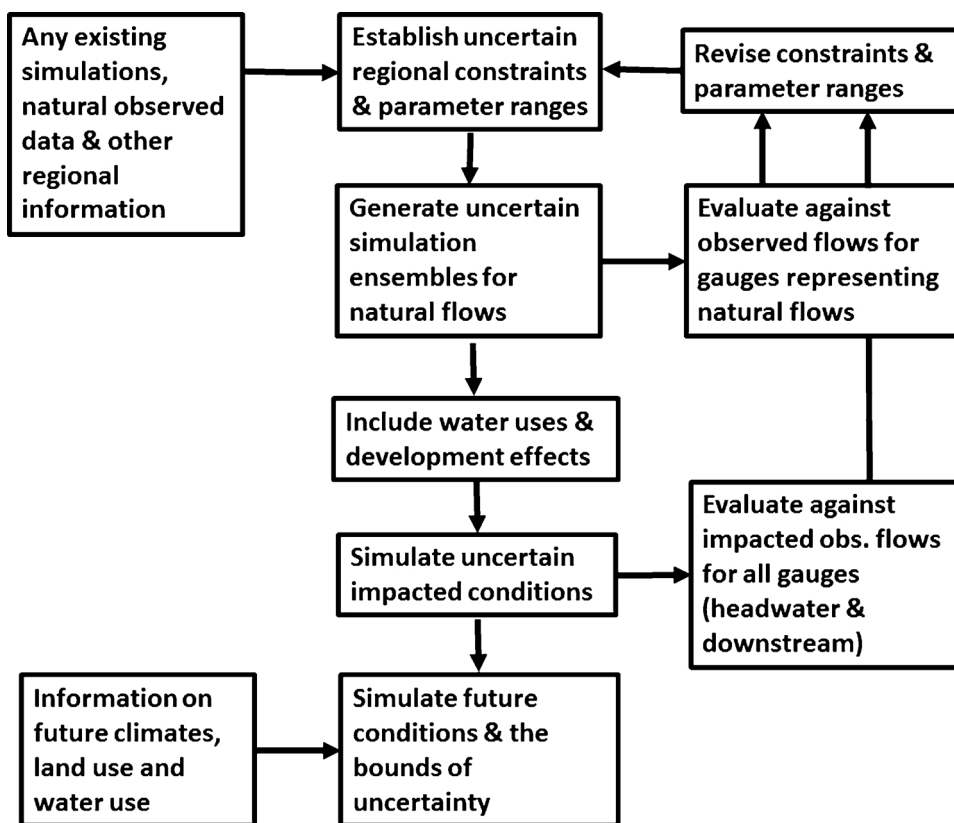 Any existing
simulations,
natural observed
data & other
regional
information
Establish uncertain
regional constraints
& parameter ranges
Revise constraints &
parameter ranges
Generate uncertain
simulation
ensembles for
natural flows
Evaluate against
observed flows for
gauges representing
natural flows
Include water uses &
development effects
Simulate uncertain
impacted conditions
Evaluate against
impacted obs. flows
for all gauges
(headwater &
downstream)
Information on
future climates,
land use and
water use
Simulate future
conditions & the
bounds of
uncertainty